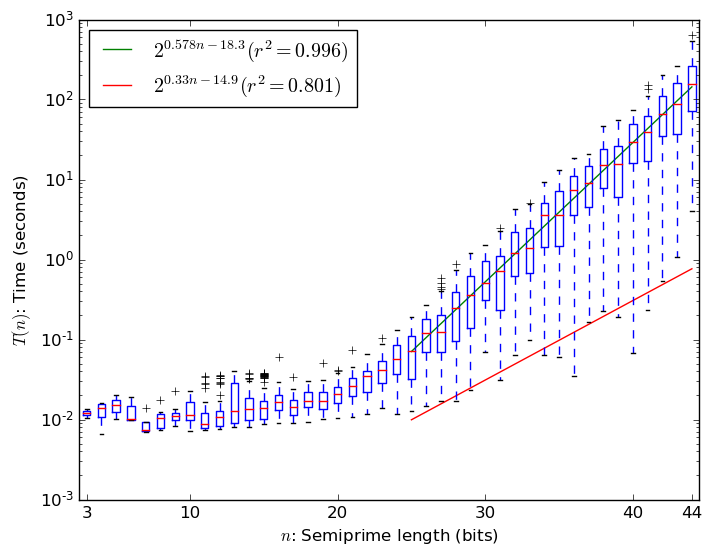 10^3
2^{0.578n−18.3}(r^2=0.996)
2^{0.33n−14.9}(r^2=0.801)
10^2
10^1
10^0
10^{-1}
10^{-2}
10^{-3}
T(n): Time (seconds)
3 10 20 30 40 44
n: Semiprime length (bits)